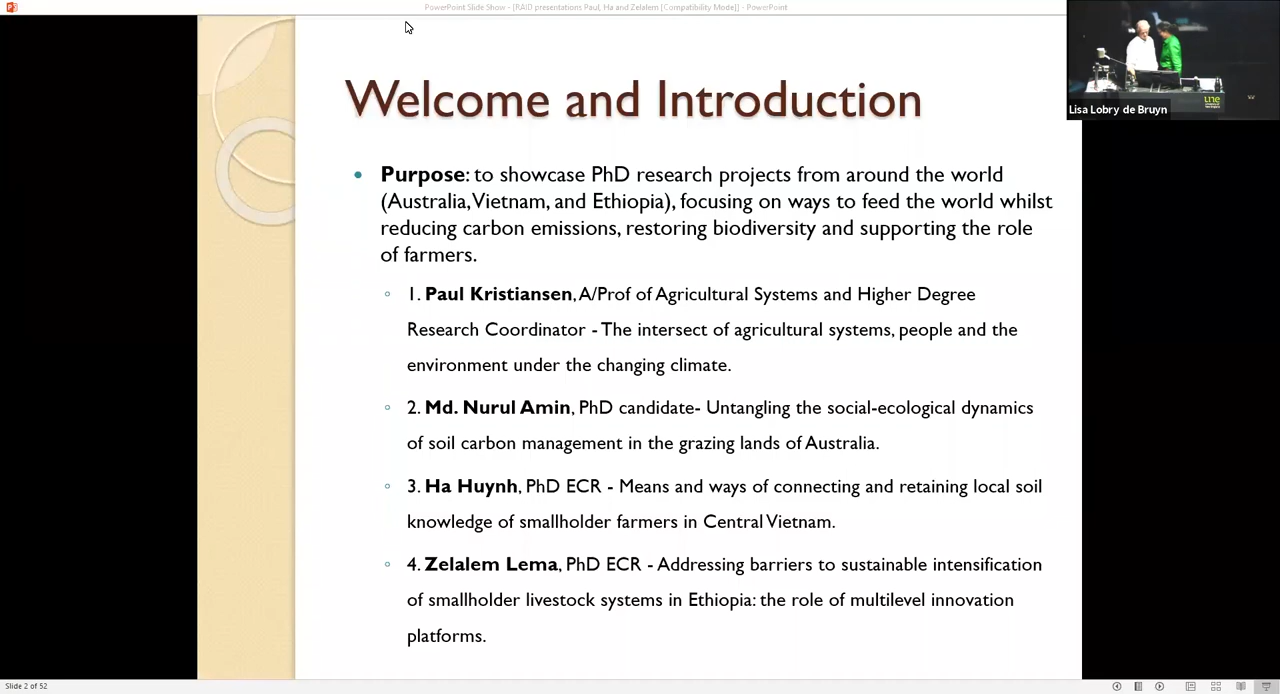 PowerPoint Slide Show - [RAID presentations Paul, Ha and Zelalem [Compatibility Mode]] - PowerPoint
Welcome and Introduction
Lisa Lobry de Bruyn
une
• Purpose: to showcase PhD research projects from around the world
(Australia, Vietnam, and Ethiopia), focusing on ways to feed the world whilst
reducing carbon emissions, restoring biodiversity and supporting the role
of farmers.
1. Paul Kristiansen, A/Prof of Agricultural Systems and Higher Degree
Research Coordinator - The intersect of agricultural systems, people and the
environment under the changing climate.
2. Md. Nurul Amin, PhD candidate- Untangling the social-ecological dynamics
of soil carbon management in the grazing lands of Australia.
3. Ha Huynh, PhD ECR - Means and ways of connecting and retaining local soil
knowledge of smallholder farmers in Central Vietnam.
4. Zelalem Lema, PhD ECR - Addressing barriers to sustainable intensification
of smallholder livestock systems in Ethiopia: the role of multilevel innovation
platforms.
Slide 2 of 52